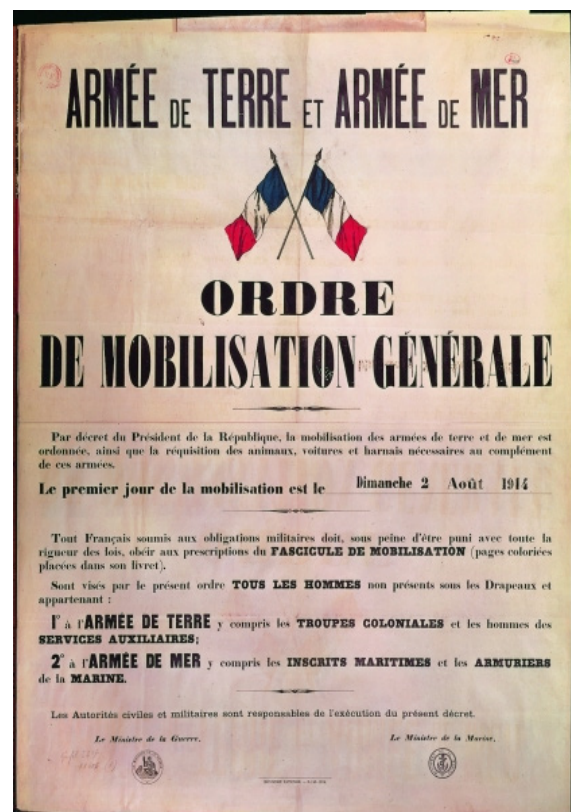 ARMÉE DE TERRE ET ARMÉE DE MER
ORDRE
DE MOBILISATION GÉNÉRALE
Par décret du Président de la République, la mobilisation des armées de terre et de mer est
ordonnée, ainsi que la réquisition des animaux, voitures et harnais nécessaires au complément
de ces armées.
Le premier jour de la mobilisation est le Dimanche 2 Août 1914
Tout Français soumis aux obligations militaires doit, sous peine d'être puni avec toute la
rigueur des lois, obéir aux prescriptions du FASCICULE DE MOBILISATION (pages coloriées
placées dans son livret).
Sont visés par le présent ordre TOUS LES HOMMES non présents sous les Drapeaux et
appartenant :
1° à l'ARMÉE DE TERRE y compris les TROUPES COLONIALES et les hommes des
SERVICES AUXILIAIRES;
2° à l'ARMÉE DE MER y compris les INSCRITS MARITIMES et les ARMURIERS
de la MARINE.
Les Autorités civiles et militaires sont responsables de l'exécution du présent décret.
Le Ministre de la Guerre, Le Ministre de la Marine,